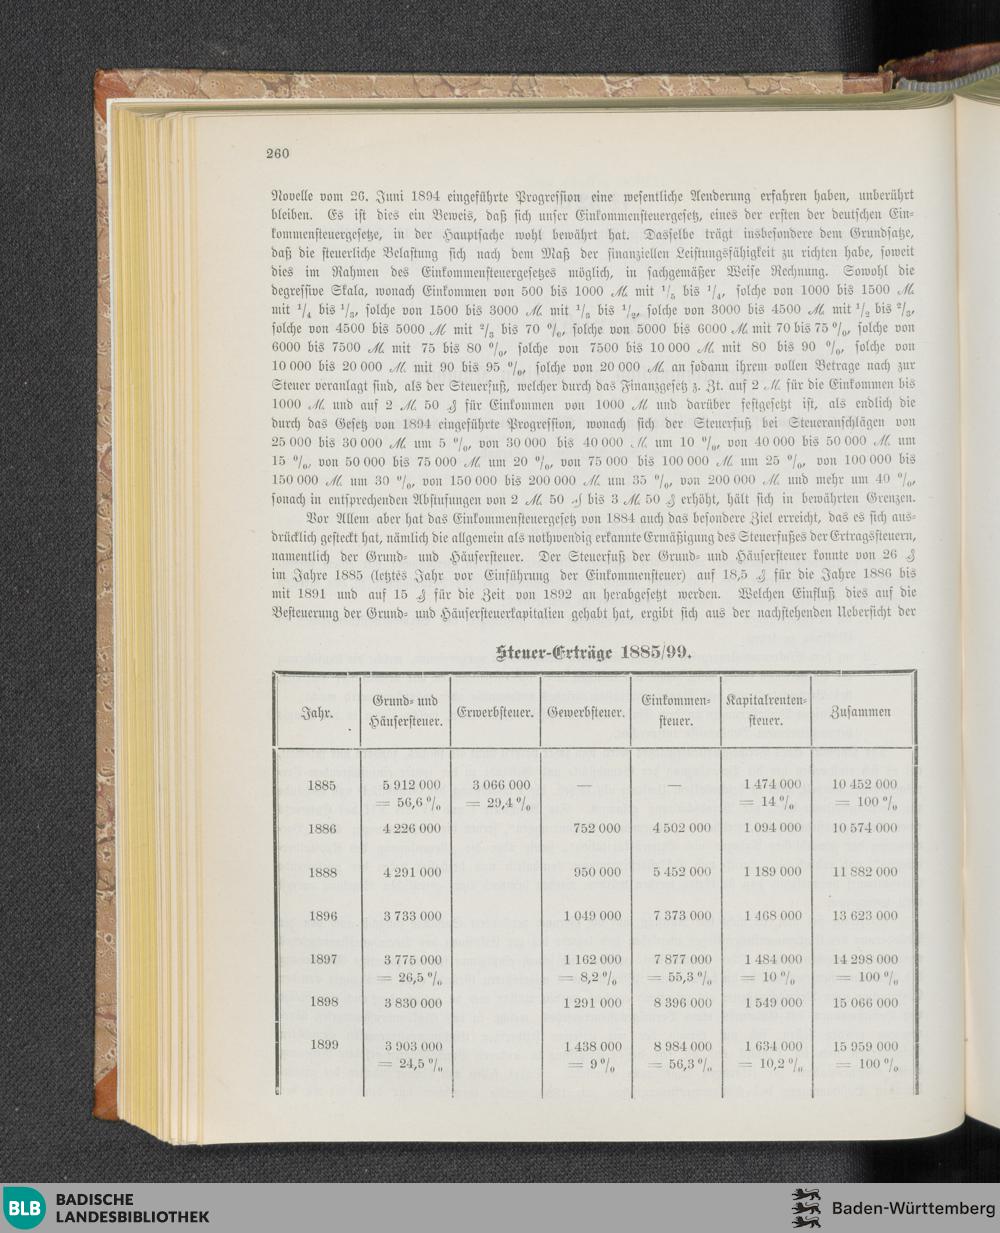 260
Novelle vom 26. Juni 1894 eingeführte Progression eine wesentliche Aenderung erfahren haben, unberührt
bleiben. Es ist dies ein Beweis, daß sich unser Einkommensteuergesetz, eines der ersten der deutschen Ein-
kommensteuergesetze, in der Hauptsache wohl bewährt hat. Dasselbe trägt insbesondere dem Grundsatze,
daß die steuerliche Belastung sich nach dem Maß der finanziellen Leistungsfähigkeit zu richten habe, soweit
dies im Rahmen des Einkommensteuergesetzes möglich, in sachgemäßer Weise Rechnung. Sowohl die
degressive Skala, wonach Einkommen von 500 bis 1000 ℳ mit 1/5 bis 1/4, solche von 1000 bis 1500 ℳ
mit 1/4 bis 1/3, solche von 1500 bis 3000 ℳ mit 1/3 bis 1/2, solche von 3000 bis 4500 ℳ mit 1/2 bis 2/3,
solche von 4500 bis 5000 ℳ mit 2/3 bis 70 %, solche von 5000 bis 6000 ℳ mit 70 bis 75 %, solche von
6000 bis 7500 ℳ mit 75 bis 80 %, solche von 7500 bis 10 000 ℳ mit 80 bis 90 %, solche von
10 000 bis 20 000 ℳ mit 90 bis 95 %, solche von 20 000 ℳ an sodann ihrem vollen Betrage nach zur
Steuer veranlagt sind, als der Steuerfuß, welcher durch das Finanzgesetz z. Zt. auf 2 ℳ für die Einkommen bis
1000 ℳ und auf 2 ℳ 50 ₰ für Einkommen von 1000 ℳ und darüber festgesetzt ist, als endlich die
durch das Gesetz von 1894 eingeführte Progression, wonach sich der Steuerfuß bei Steueranschlägen von
25 000 bis 30 000 ℳ um 5 %, von 30 000 bis 40 000 ℳ um 10 %, von 40 000 bis 50 000 ℳ um
15 %, von 50 000 bis 75 000 ℳ um 20 %, von 75 000 bis 100 000 ℳ um 25 %, von 100 000 bis
150 000 ℳ um 30 %, von 150 000 bis 200 000 ℳ um 35 %, von 200 000 ℳ und mehr um 40 %,
sonach in entsprechenden Abstufungen von 2 ℳ 50 ₰ bis 3 ℳ 50 ₰ erhöht, hält sich in bewährten Grenzen.
Vor Allem aber hat das Einkommensteuergesetz von 1884 auch das besondere Ziel erreicht, das es sich aus-
drücklich gesteckt hat, nämlich die allgemein als nothwendig erkannte Ermäßigung des Steuerfußes der Ertragssteuern,
namentlich der Grund- und Häusersteuer. Der Steuerfuß der Grund- und Häusersteuer konnte von 26 ₰
im Jahre 1885 (letztes Jahr vor Einführung der Einkommensteuer) auf 18,5 ₰ für die Jahre 1886 bis
mit 1891 und auf 15 ₰ für die Zeit von 1892 an herabgesetzt werden. Welchen Einfluß dies auf die
Besteuerung der Grund- und Häusersteuerkapitalien gehabt hat, ergibt sich aus der nachstehenden Uebersicht der
Steuer-Erträge 1885/99.
Jahr. Grund- und Häusersteuer. Erwerbsteuer. Gewerbsteuer. Einkommen-steuer. Kapitalrenten-steuer. Zusammen
1885 5 912 000 3 066 000 — — 1 474 000 10 452 000
= 56,6 % = 29,4 % = 14 % = 100 %
1886 4 226 000 752 000 4 502 000 1 094 000 10 574 000
1888 4 291 000 950 000 5 452 000 1 189 000 11 882 000
1896 3 733 000 1 049 000 7 373 000 1 468 000 13 623 000
1897 3 775 000 1 162 000 7 877 000 1 484 000 14 298 000
= 26,5 % = 8,2 % = 55,3 % = 10 % = 100 %
1898 3 830 000 1 291 000 8 396 000 1 549 000 15 066 000
1899 3 903 000 1 438 000 8 984 000 1 634 000 15 959 000
= 24,5 % = 9 % = 56,3 % = 10,2 % = 100 %
BLB BADISCHE
LANDESBIBLIOTHEK
Baden-Württemberg